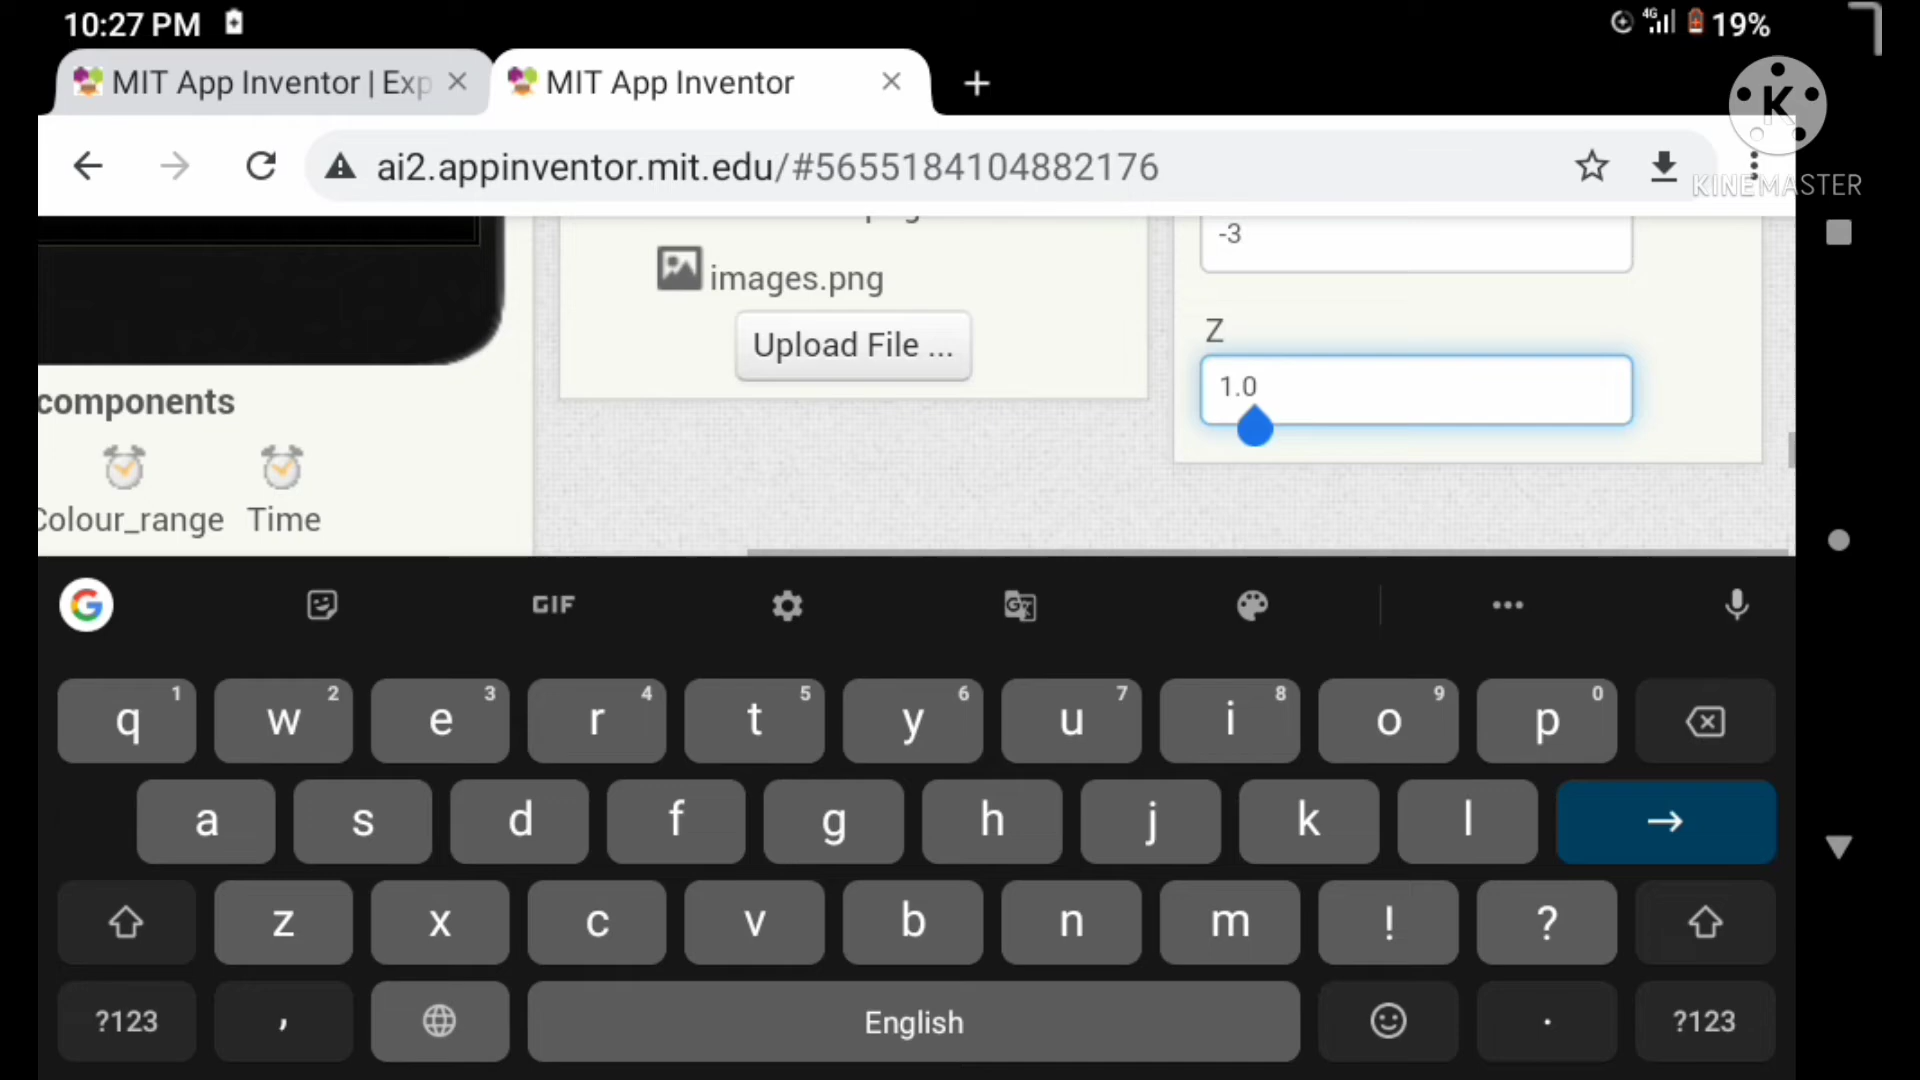 10:27 PM
4G
19%
MIT App Inventor | Exp
MIT App Inventor
K
KINEMASTER
ai2.appinventor.mit.edu/#5655184104882176
-3
images.png
Z
Upload File ...
1.0
components
Colour_range
Time
G
GIF
q 1 w 2 e 3 r 4 t 5 y 6 u 7 i 8 o 9 p 0
a s d f g h j k l
z x c v b n m ! ?
?123 , English . ?123